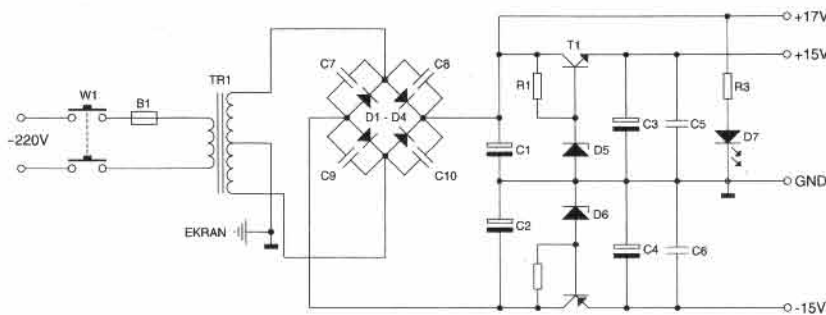 W1
~220V
B1
TR1
EKRAN
C7
C8
D1 - D4
C9
C10
+17V
T1
+15V
R1
C1
D5
C3
C5
R3
D7
GND
C2
D6
C4
C6
-15V